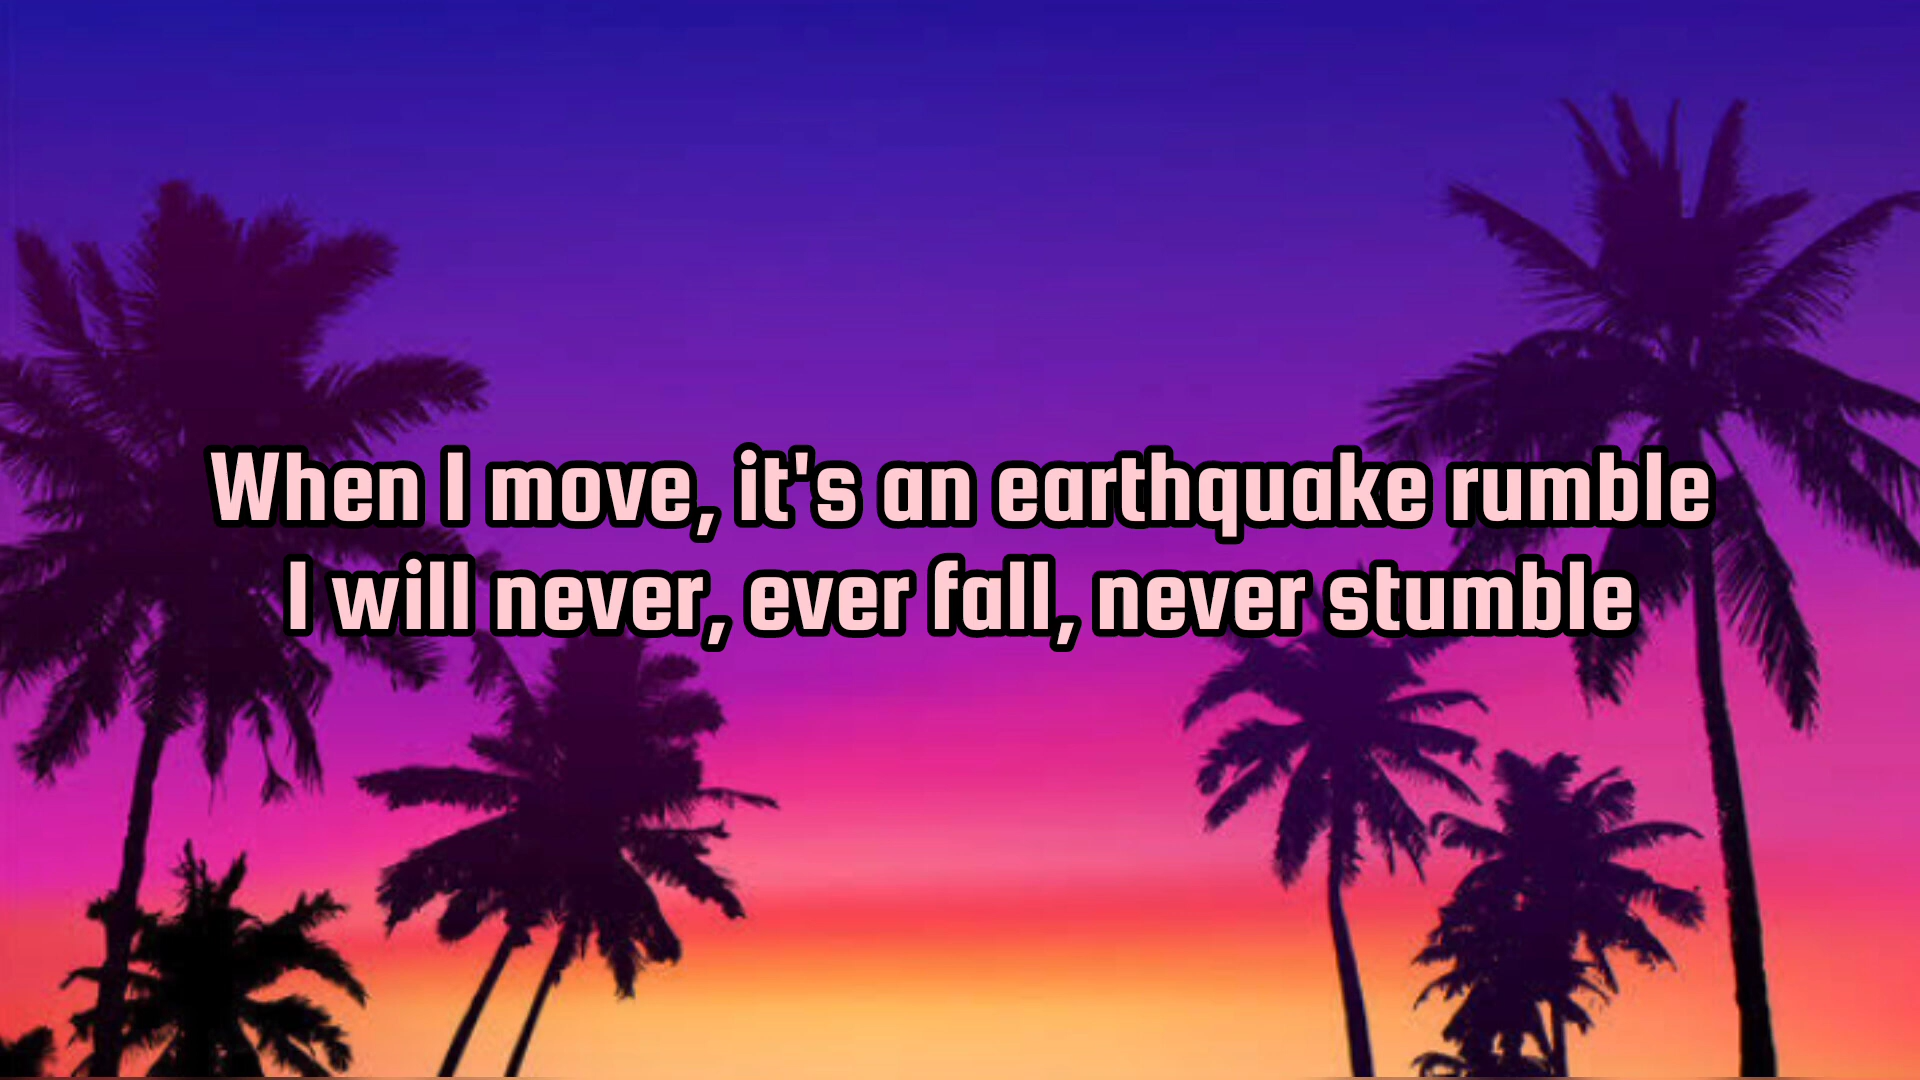 When I move, it's an earthquake rumble
I will never, ever fall, never stumble